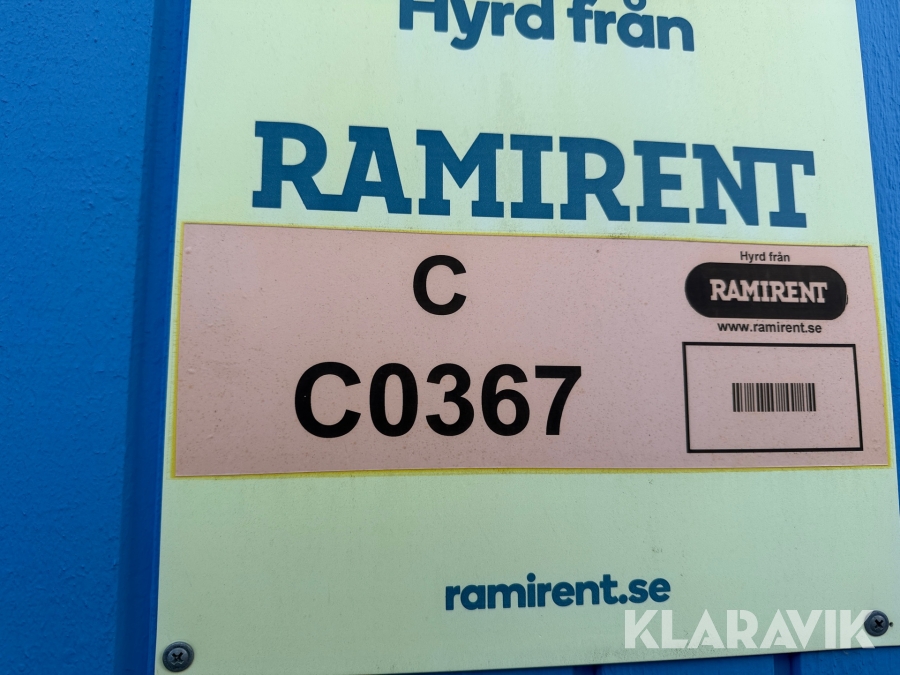 Hyrd från
RAMIRENT
C
C0367
Hyrd från
RAMIRENT
www.ramirent.se
ramirent.se
KLARAVIK